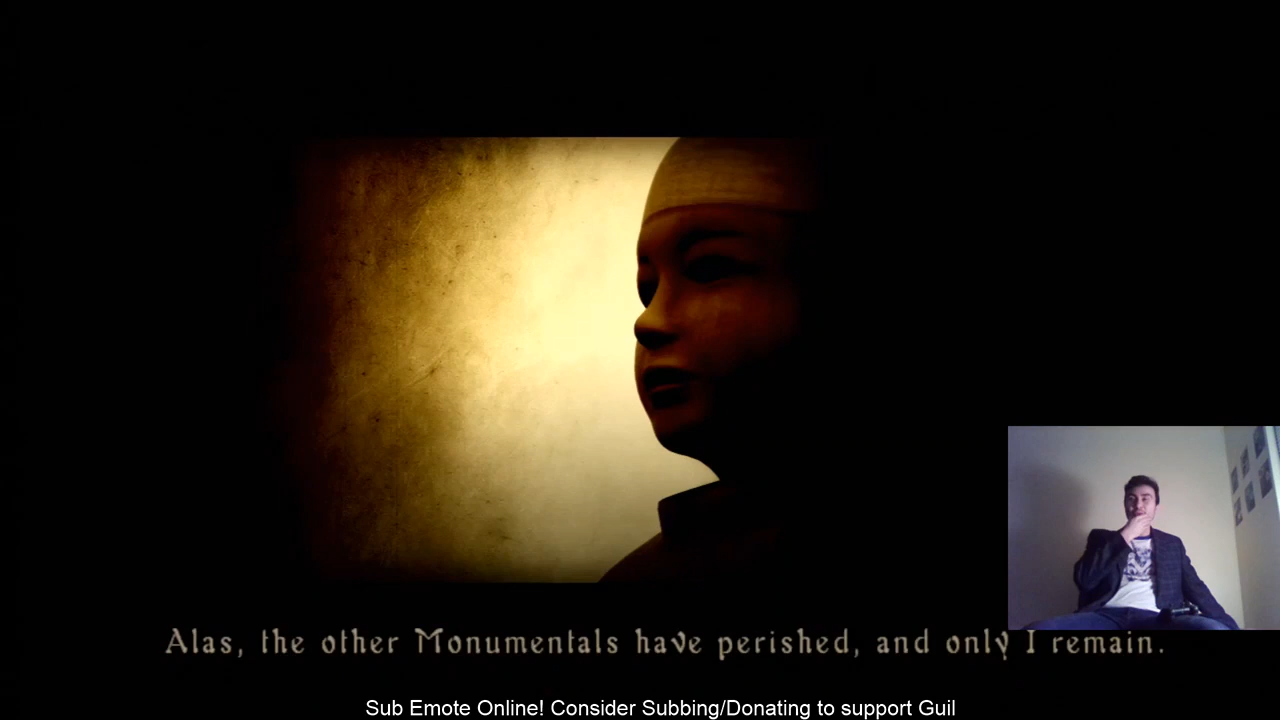 Alas, the other Monumentals have perished, and only I remain.
Sub Emote Online! Consider Subbing/Donating to support Guil